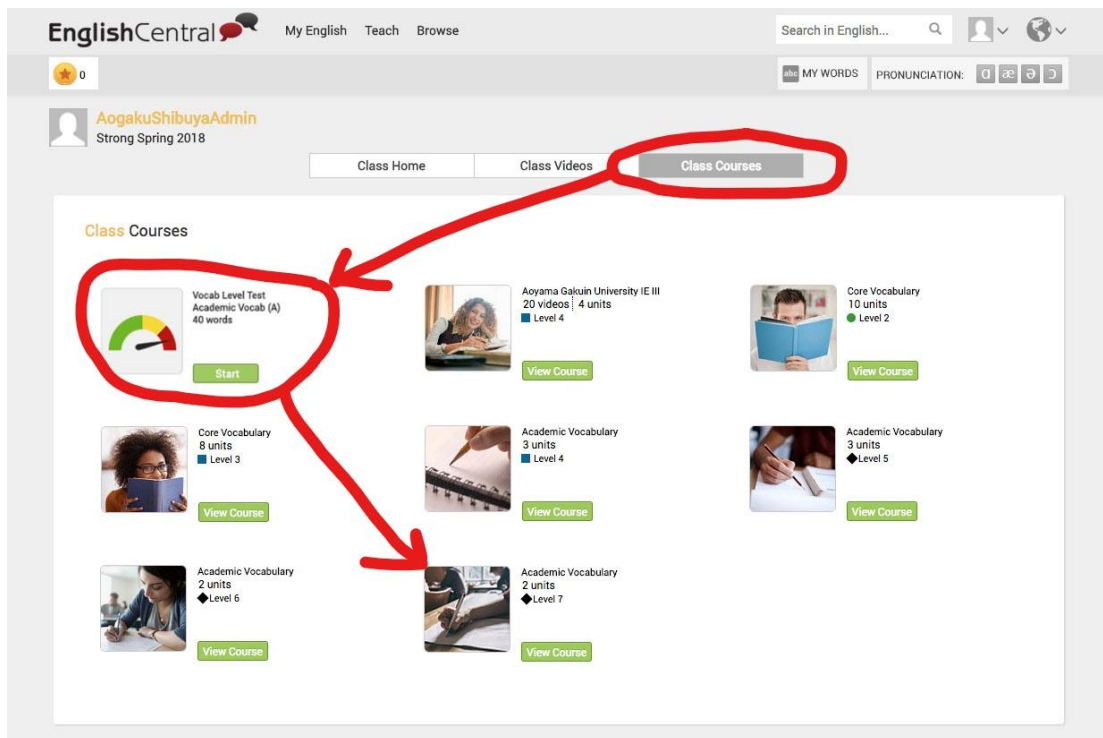 EnglishCentral My English Teach Browse Search in English...
0 abc MY WORDS PRONUNCIATION: ɑ æ ə ɔ
AogakuShibuyaAdmin
Strong Spring 2018
Class Home Class Videos Class Courses
Class Courses
Vocab Level Test
Academic Vocab (A)
40 words
Start
Aoyama Gakuin University IE III
20 videos 4 units
Level 4
View Course
Core Vocabulary
10 units
Level 2
View Course
Core Vocabulary
8 units
Level 3
View Course
Academic Vocabulary
3 units
Level 4
View Course
Academic Vocabulary
3 units
Level 5
View Course
Academic Vocabulary
2 units
Level 6
View Course
Academic Vocabulary
2 units
Level 7
View Course